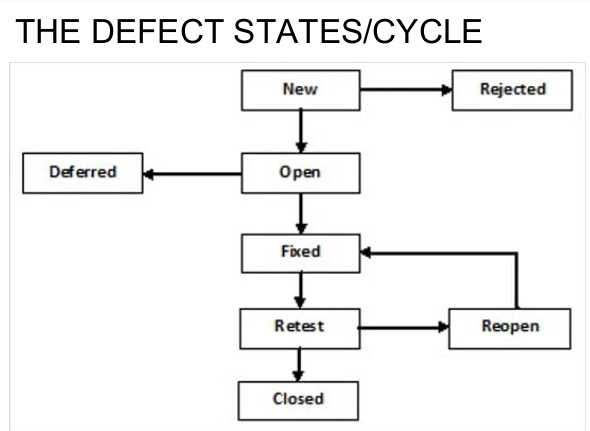 THE DEFECT STATES/CYCLE
New
Rejected
Deferred
Open
Fixed
Retest
Reopen
Closed